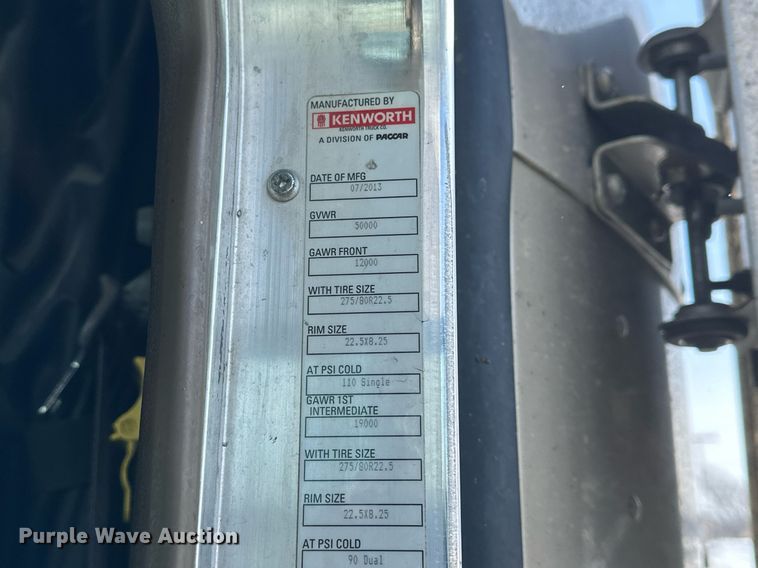 MANUFACTURED BY
KENWORTH
KENWORTH TRUCK CO.
A DIVISION OF PACCAR
DATE OF MFG
07/2013
GVWR
50000
GAWR FRONT
12000
WITH TIRE SIZE
275/80R22.5
RIM SIZE
22.5X8.25
AT PSI COLD
110 Single
GAWR 1ST
INTERMEDIATE
19000
WITH TIRE SIZE
275/80R22.5
RIM SIZE
22.5X8.25
AT PSI COLD
90 Dual
Purple Wave Auction®